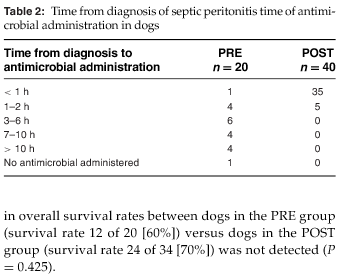 Table 2: Time from diagnosis of septic peritonitis time of antimi-
crobial administration in dogs
Time from diagnosis to PRE POST
antimicrobial administration n = 20 n = 40
< 1 h 1 35
1–2 h 4 5
3–6 h 6 0
7–10 h 4 0
> 10 h 4 0
No antimicrobial administered 1 0
in overall survival rates between dogs in the PRE group
(survival rate 12 of 20 [60%]) versus dogs in the POST
group (survival rate 24 of 34 [70%]) was not detected (P
= 0.425).